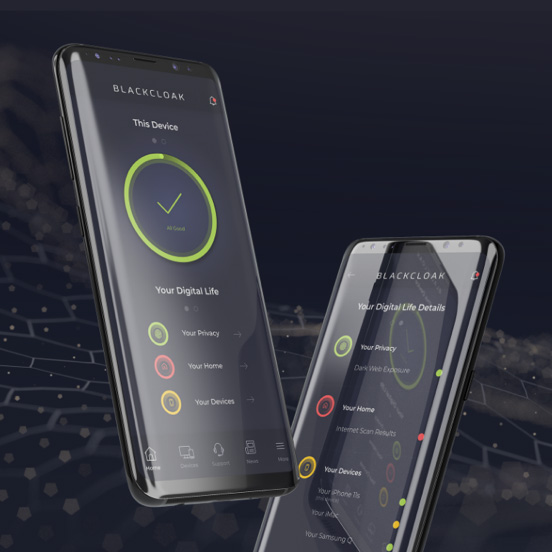 BLACKCLOAK
This Device
All Good
Your Digital Life
Your Privacy
Your Home
Your Devices
Home
Devices
Support
News
BLACKCLOAK
Your Digital Life Details
Your Privacy
Dark Web Exposure
Your Home
Internet Scan Results
Your Devices
Your iPhone 11s
Your iMac
Your Samsung Q